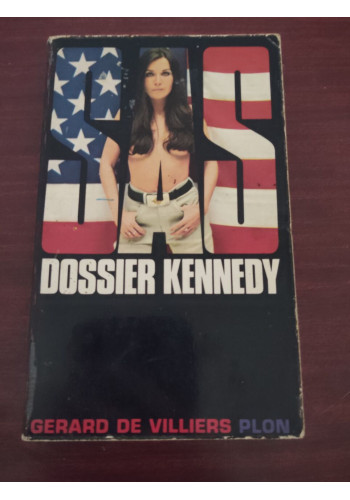 SAS
DOSSIER KENNEDY
GERARD DE VILLIERS PLON